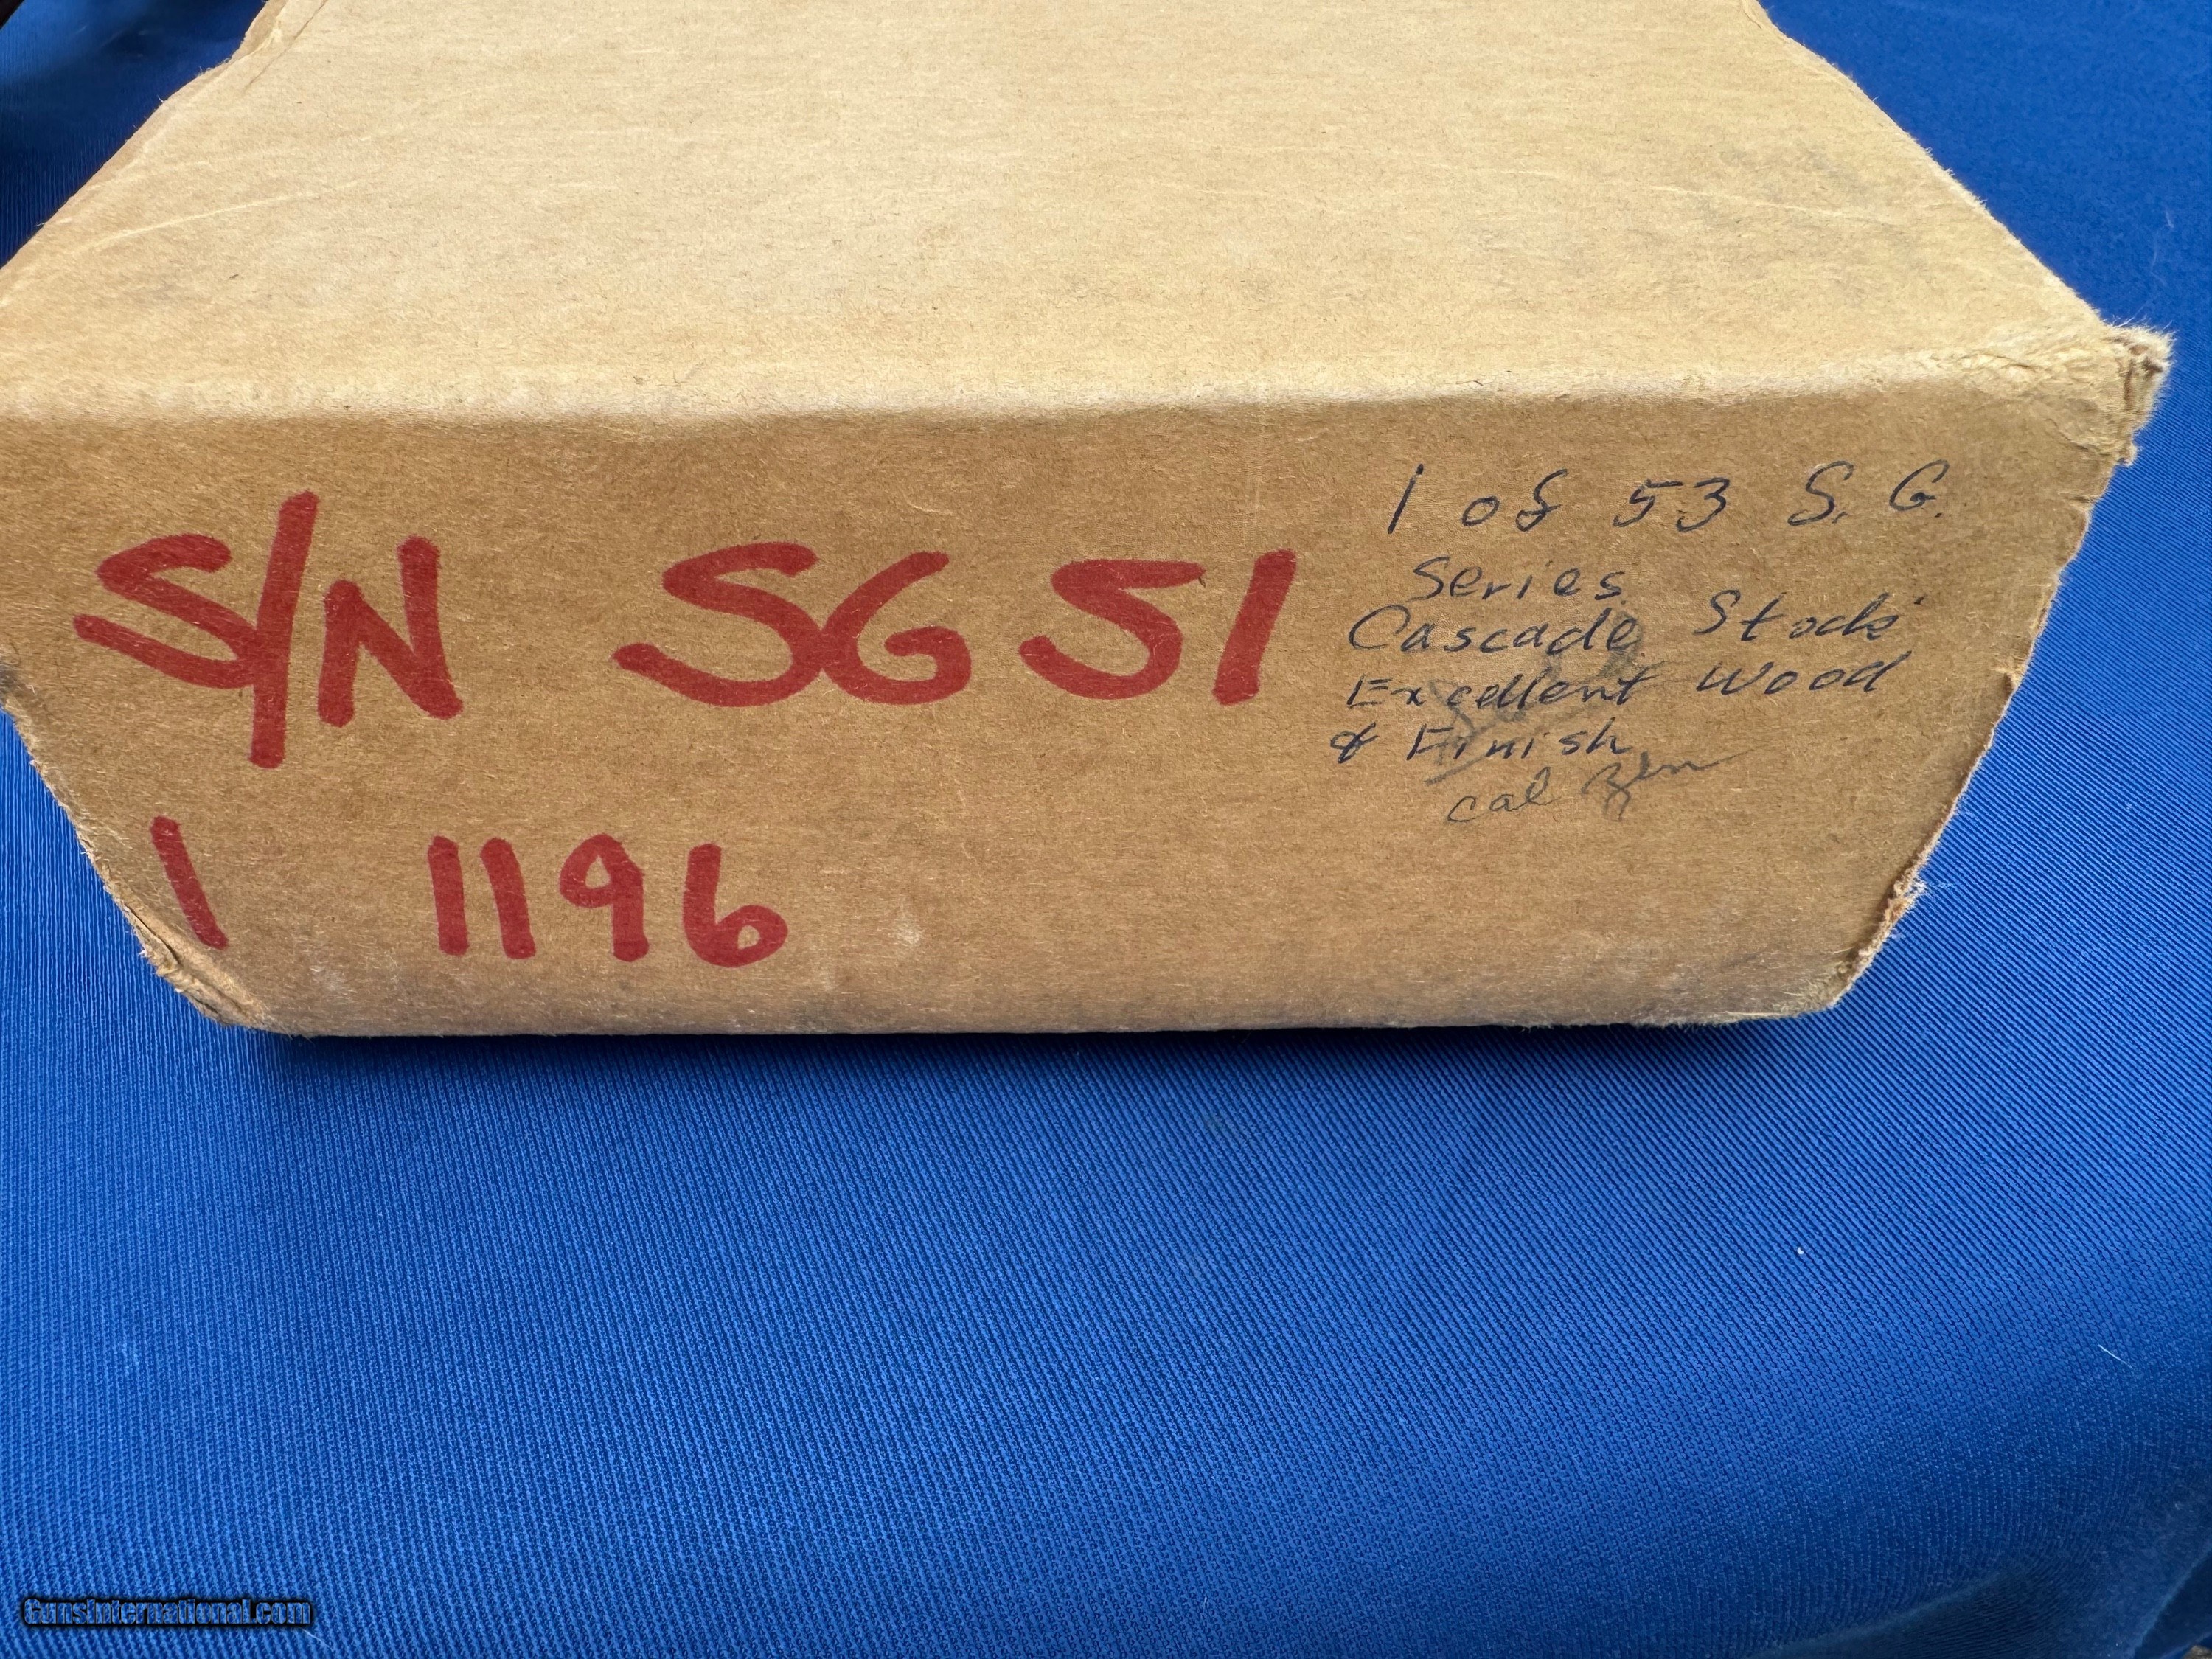 S/N SG51
1 1196
1 of 53 S. G.
Series
Cascade Stock
Excellent Wood
& Finish
cal
GunsInternational.com